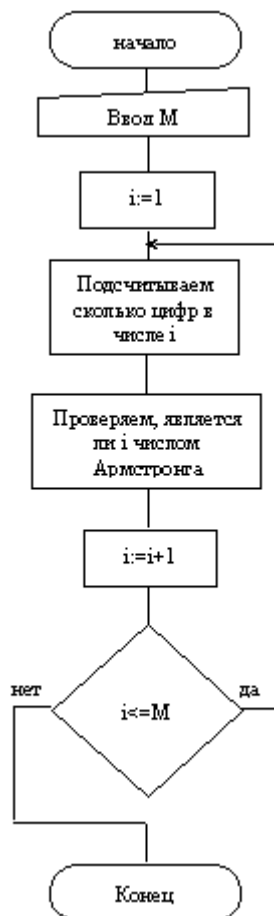 начало
Ввод М
i:=1
Подсчитываем
сколько цифр в
числе i
Проверяем, является
ли i числом
Армстронга
i:=i+1
нет
да
i<=M
Конец